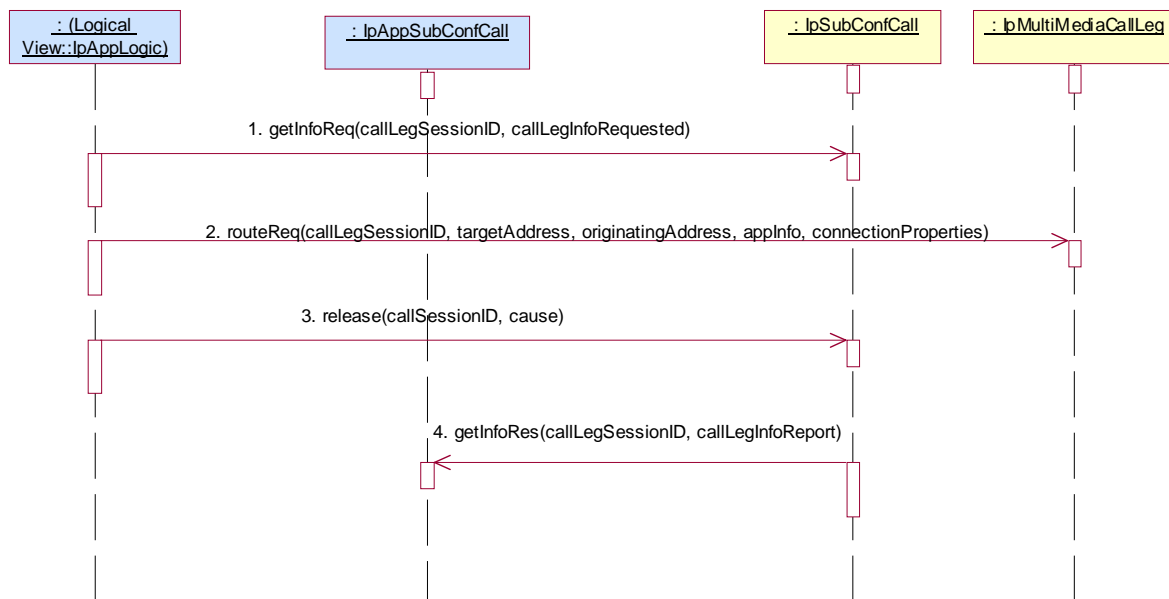 : (Logical
View::IpAppLogic)
: IpAppSubConfCall
: IpSubConfCall
: IpMultiMediaCallLeg
1. getInfoReq(callLegSessionID, callLegInfoRequested)
2. routeReq(callLegSessionID, targetAddress, originatingAddress, appInfo, connectionProperties)
3. release(callSessionID, cause)
4. getInfoRes(callLegSessionID, callLegInfoReport)